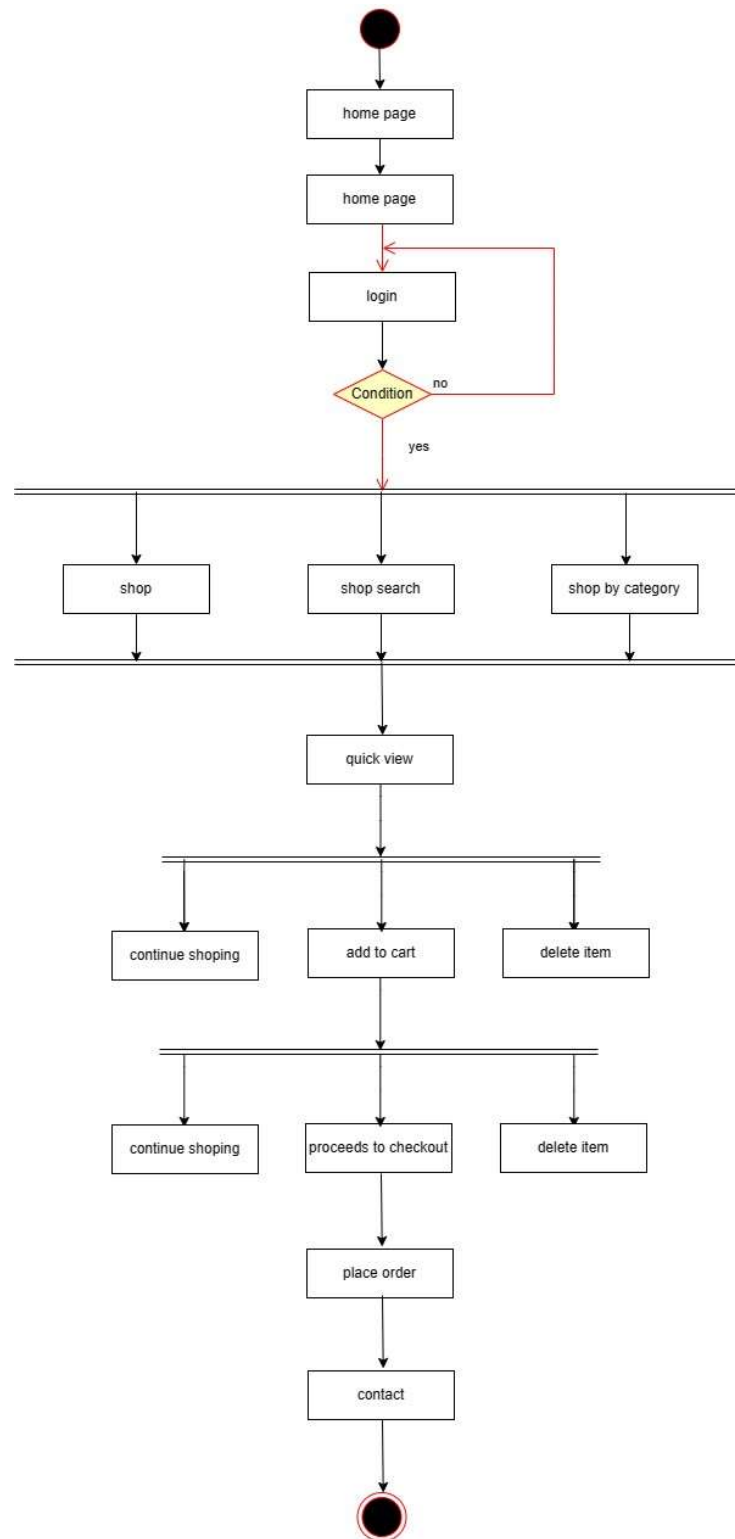 home page
home page
login
Condition
no
yes
shop
shop search
shop by category
quick view
continue shoping
add to cart
delete item
continue shoping
proceeds to checkout
delete item
place order
contact